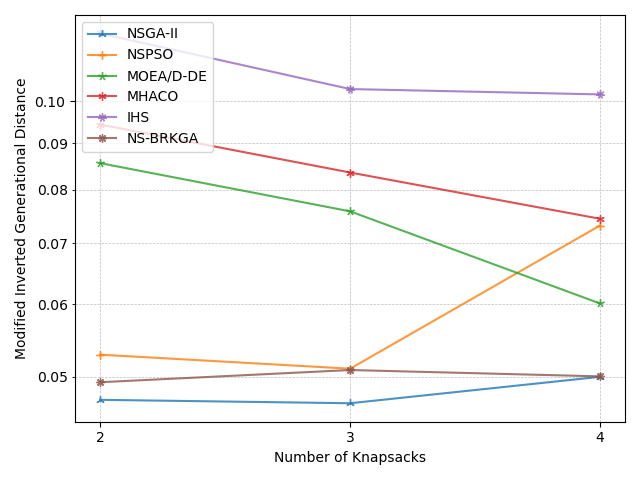 NSGA-II
NSPSO
MOEA/D-DE
MHACO
IHS
NS-BRKGA
Modified Inverted Generational Distance
0.10
0.09
0.08
0.07
0.06
0.05
2
3
4
Number of Knapsacks